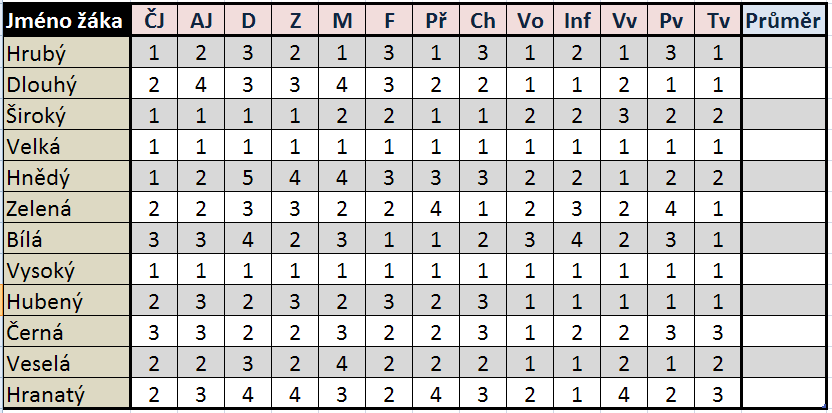 Jméno žáka ČJ AJ D Z M F Př Ch Vo Inf Vv Pv Tv Průměr
Hrubý 1 2 3 2 1 3 1 3 1 2 1 3 1
Dlouhý 2 4 3 3 4 3 2 2 1 1 2 1 1
Široký 1 1 1 1 2 2 1 1 2 2 3 2 2
Velká 1 1 1 1 1 1 1 1 1 1 1 1 1
Hnědý 1 2 5 4 4 3 3 3 2 2 1 2 2
Zelená 2 2 3 3 2 2 4 1 2 3 2 4 1
Bílá 3 3 4 2 3 1 1 2 3 4 2 3 1
Vysoký 1 1 1 1 1 1 1 1 1 1 1 1 1
Hubený 2 3 2 3 2 3 2 3 1 1 1 1 1
Černá 3 3 2 2 3 2 2 3 1 2 2 3 3
Veselá 2 2 3 2 4 2 2 2 1 1 2 1 2
Hranatý 2 3 4 4 3 2 4 3 2 1 4 2 3